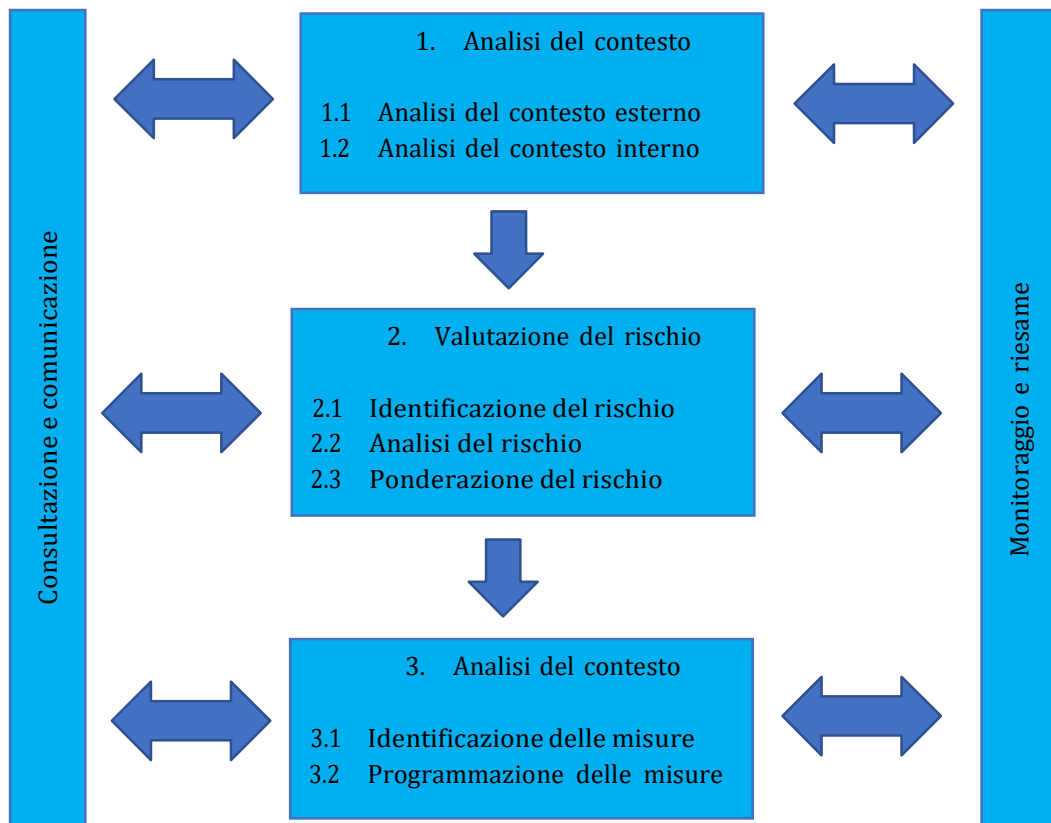 Consultazione e comunicazione
1. Analisi del contesto
1.1 Analisi del contesto esterno
1.2 Analisi del contesto interno
2. Valutazione del rischio
2.1 Identificazione del rischio
2.2 Analisi del rischio
2.3 Ponderazione del rischio
3. Analisi del contesto
3.1 Identificazione delle misure
3.2 Programmazione delle misure
Monitoraggio e riesame